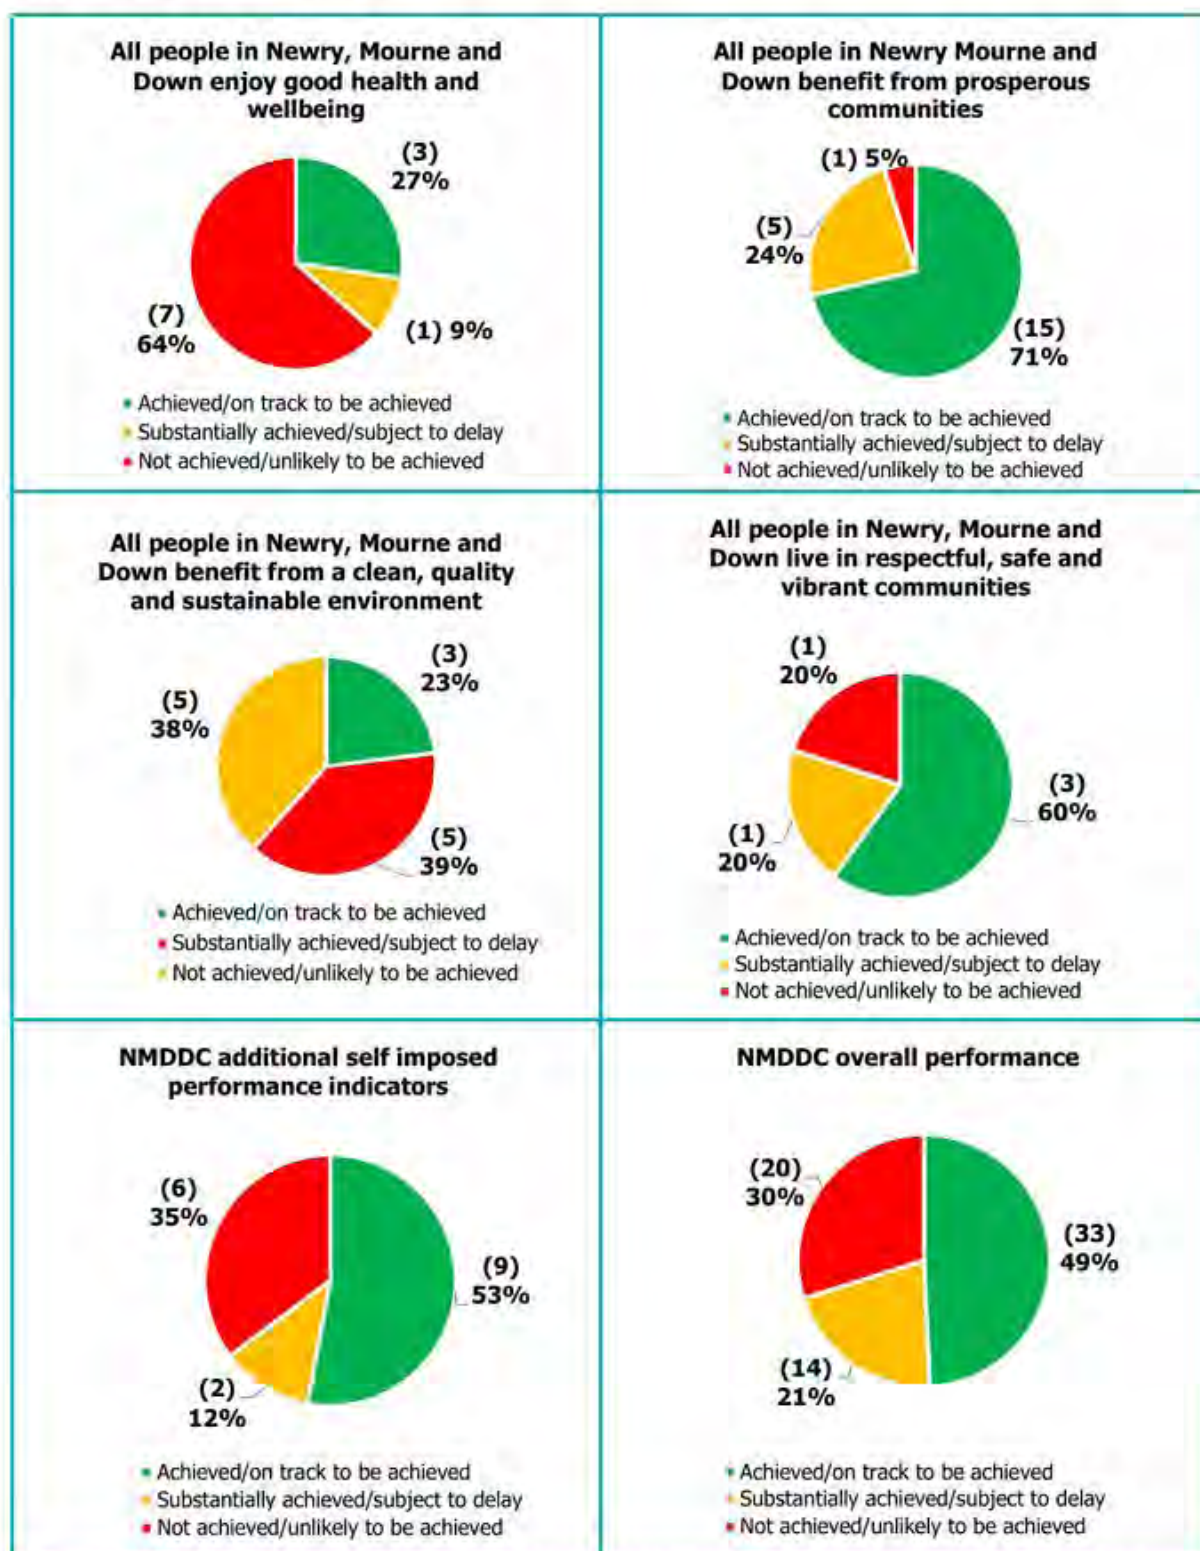 All people in Newry, Mourne and
Down enjoy good health and
wellbeing
(3)
27%
(7)
64%
(1) 9%
Achieved/on track to be achieved
Substantially achieved/subject to delay
Not achieved/unlikely to be achieved
All people in Newry Mourne and
Down benefit from prosperous
communities
(1) 5%
(5)
24%
(15)
71%
Achieved/on track to be achieved
Substantially achieved/subject to delay
Not achieved/unlikely to be achieved
All people in Newry, Mourne and
Down benefit from a clean, quality
and sustainable environment
(3)
23%
(5)
38%
(5)
39%
Achieved/on track to be achieved
Substantially achieved/subject to delay
Not achieved/unlikely to be achieved
All people in Newry, Mourne and
Down live in respectful, safe and
vibrant communities
(1)
20%
(3)
60%
(1)
20%
Achieved/on track to be achieved
Substantially achieved/subject to delay
Not achieved/unlikely to be achieved
NMDDC additional self imposed
performance indicators
(6)
35%
(9)
53%
(2)
12%
Achieved/on track to be achieved
Substantially achieved/subject to delay
Not achieved/unlikely to be achieved
NMDDC overall performance
(20)
30%
(33)
49%
(14)
21%
Achieved/on track to be achieved
Substantially achieved/subject to delay
Not achieved/unlikely to be achieved